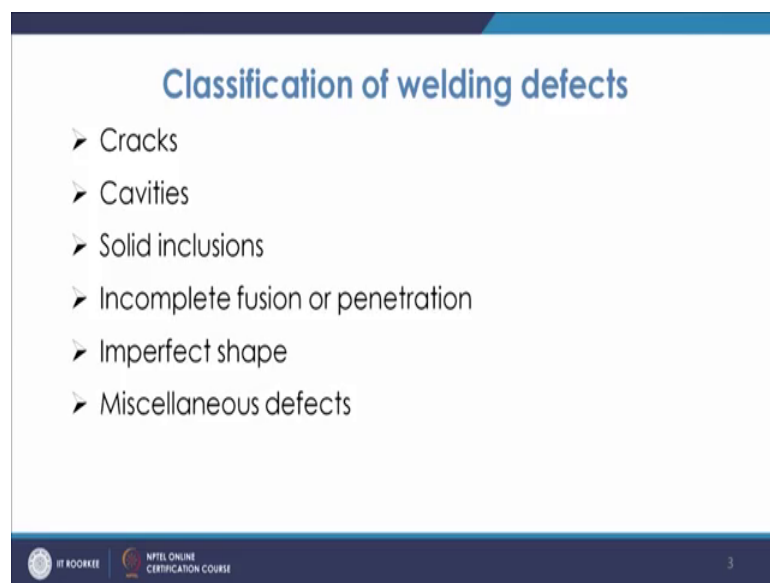 Classification of welding defects
➢ Cracks
➢ Cavities
➢ Solid inclusions
➢ Incomplete fusion or penetration
➢ Imperfect shape
➢ Miscellaneous defects
IIT ROORKEE
NPTEL ONLINE
CERTIFICATION COURSE
3